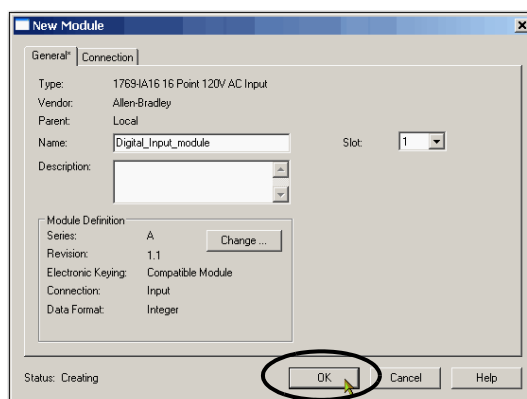 New Module
General* Connection
Type: 1769-IA16 16 Point 120V AC Input
Vendor: Allen-Bradley
Parent: Local
Name: Digital_Input_module Slot: 1
Description:
Module Definition
Series: A Change ...
Revision: 1.1
Electronic Keying: Compatible Module
Connection: Input
Data Format: Integer
Status: Creating OK Cancel Help